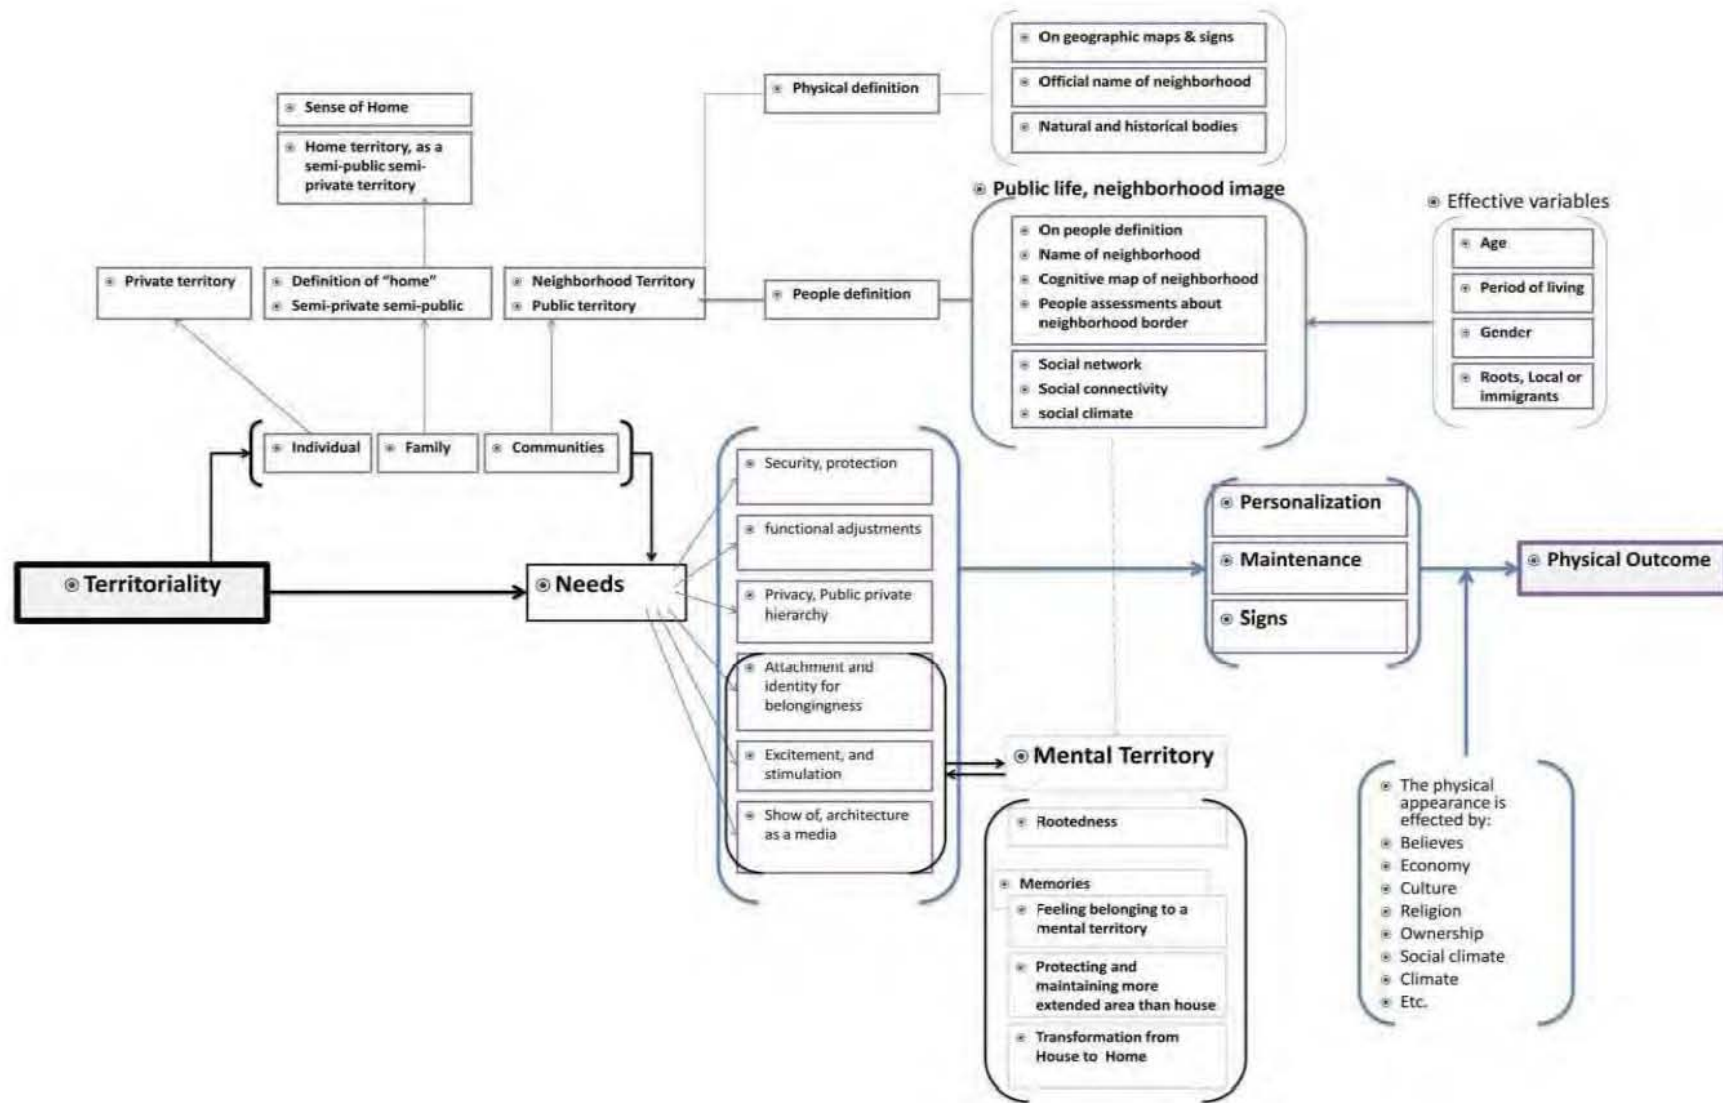 On geographic maps & signs
Official name of neighborhood
Natural and historical bodies
Physical definition
Sense of Home
Home territory, as a
semi-public semi-
private territory
Public life, neighborhood image
On people definition
Name of neighborhood
Cognitive map of neighborhood
People assessments about
neighborhood border
Social network
Social connectivity
social climate
Effective variables
Age
Period of living
Gender
Roots, Local or
immigrants
Private territory
Definition of “home”
Semi-private semi-public
Neighborhood Territory
Public territory
People definition
Individual
Family
Communities
Territoriality
Needs
Security, protection
functional adjustments
Privacy, Public private
hierarchy
Attachment and
identity for
belongingness
Excitement, and
stimulation
Show of, architecture
as a media
Personalization
Maintenance
Signs
Physical Outcome
Mental Territory
Rootedness
Memories
Feeling belonging to a
mental territory
Protecting and
maintaining more
extended area than house
Transformation from
House to Home
The physical
appearance is
effected by:
Believes
Economy
Culture
Religion
Ownership
Social climate
Climate
Etc.